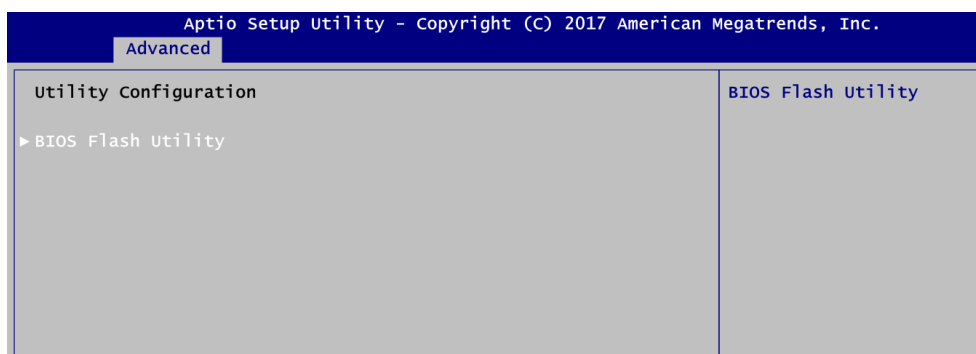 Aptio Setup Utility - Copyright (C) 2017 American Megatrends, Inc.
Advanced
Utility Configuration
BIOS Flash Utility
▶ BIOS Flash Utility